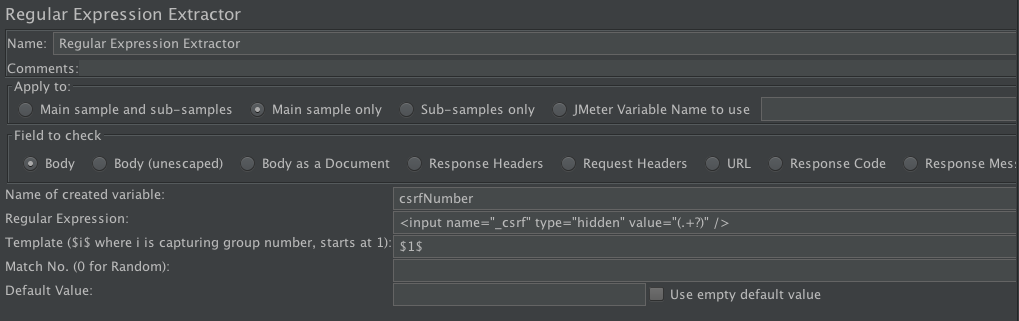 Regular Expression Extractor
Name: Regular Expression Extractor
Comments:
Apply to:
Main sample and sub-samples Main sample only Sub-samples only JMeter Variable Name to use
Field to check
Body Body (unescaped) Body as a Document Response Headers Request Headers URL Response Code Response Mes
Name of created variable: csrfNumber
Regular Expression: <input name="_csrf" type="hidden" value="(.+?)" />
Template ($i$ where i is capturing group number, starts at 1): $1$
Match No. (0 for Random):
Default Value: Use empty default value